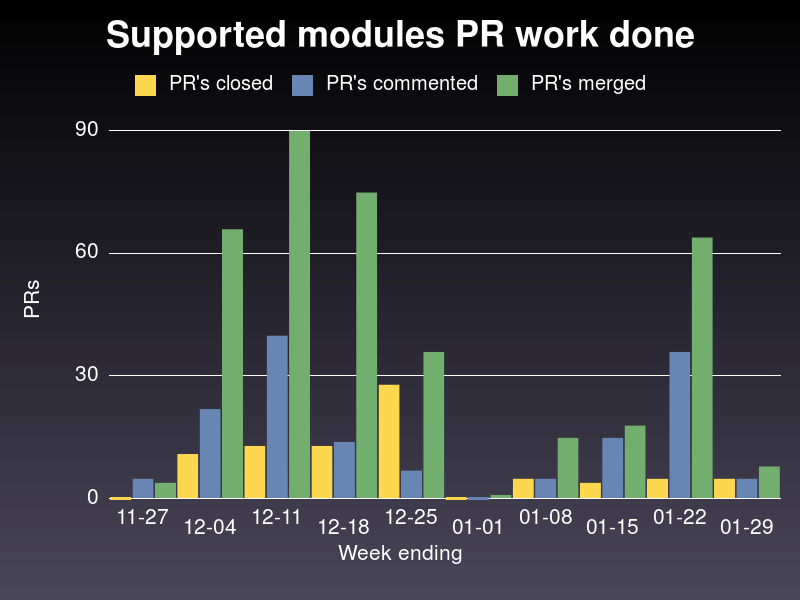 Supported modules PR work done
PR's closed PR's commented PR's merged
90
60
30
0
PRs
11-27 12-04 12-11 12-18 12-25 01-01 01-08 01-15 01-22 01-29
Week ending